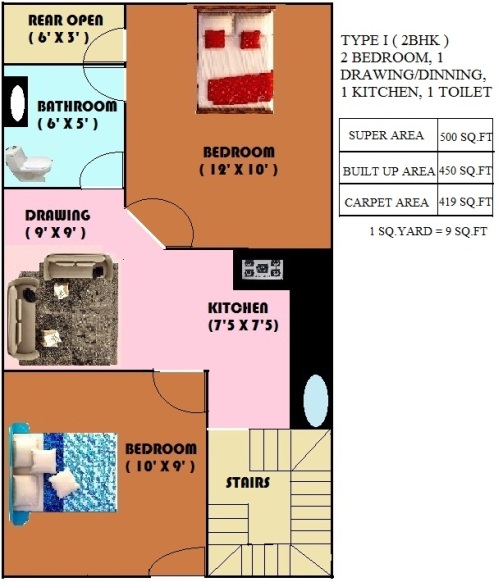 REAR OPEN
( 6' X 3' )
BATHROOM
( 6' X 5' )
BEDROOM
( 12' X 10' )
DRAWING
( 9' X 9' )
KITCHEN
(7'5 X 7'5)
BEDROOM
( 10' X 9' )
STAIRS
TYPE I ( 2BHK )
2 BEDROOM, 1
DRAWING/DINNING,
1 KITCHEN, 1 TOILET
SUPER AREA 500 SQ.FT
BUILT UP AREA 450 SQ.FT
CARPET AREA 419 SQ.FT
1 SQ.YARD = 9 SQ.FT